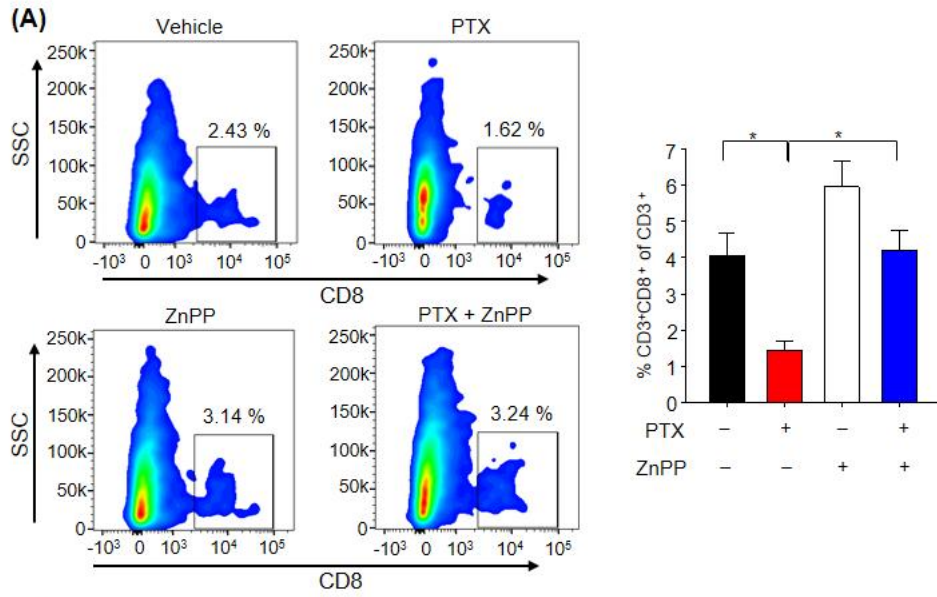 (A)
Vehicle
PTX
250k
200k
150k
100k
50k
0
SSC
2.43 %
-10³ 0 10³ 10⁴ 10⁵
250k
200k
150k
100k
50k
0
1.62 %
-10³ 0 10³ 10⁴ 10⁵
CD8
ZnPP
PTX + ZnPP
250k
200k
150k
100k
50k
0
SSC
3.14 %
-10³ 0 10³ 10⁴ 10⁵
250k
200k
150k
100k
50k
0
3.24 %
-10³ 0 10³ 10⁴ 10⁵
CD8
% CD3⁺CD8⁺ of CD3⁺
7
6
5
4
3
2
1
0
* *
PTX – + – +
ZnPP – – + +